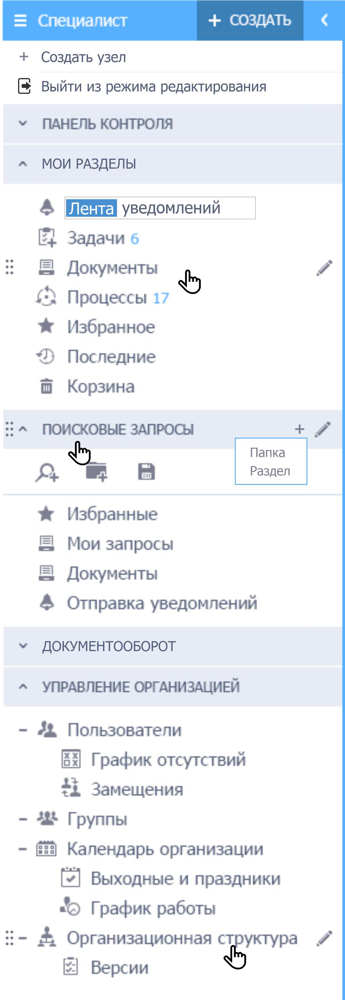 Специалист + СОЗДАТЬ
+ Создать узел
Выйти из режима редактирования
ПАНЕЛЬ КОНТРОЛЯ
МОИ РАЗДЕЛЫ
Лента уведомлений
Задачи 6
Документы
Процессы 17
Избранное
Последние
Корзина
ПОИСКОВЫЕ ЗАПРОСЫ +
Папка
Раздел
Избранные
Мои запросы
Документы
Отправка уведомлений
ДОКУМЕНТООБОРОТ
УПРАВЛЕНИЕ ОРГАНИЗАЦИЕЙ
Пользователи
График отсутствий
Замещения
Группы
Календарь организации
Выходные и праздники
График работы
Организационная структура
Версии